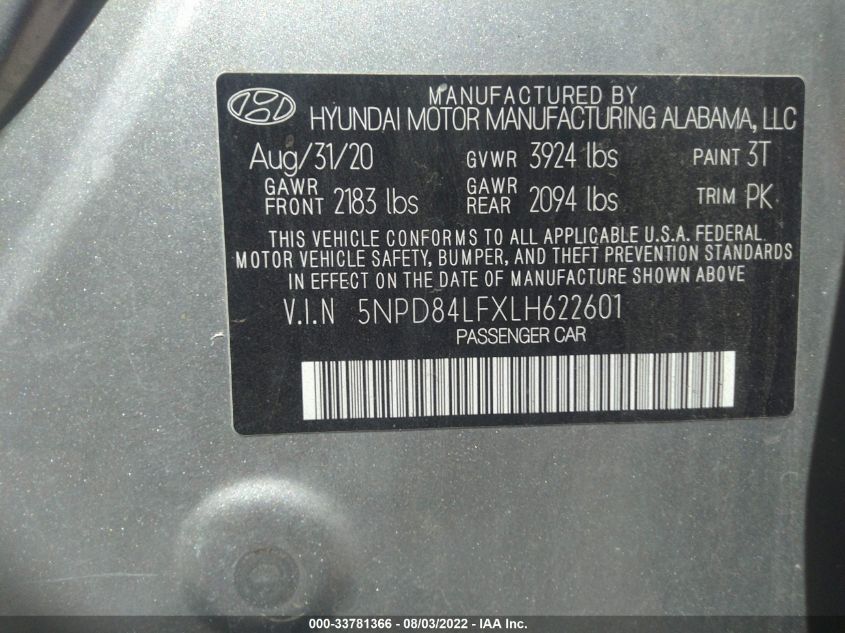 MANUFACTURED BY
HYUNDAI MOTOR MANUFACTURING ALABAMA, LLC
Aug/31/20 GVWR 3924 lbs PAINT 3T
GAWR FRONT 2183 lbs GAWR REAR 2094 lbs TRIM PK
THIS VEHICLE CONFORMS TO ALL APPLICABLE U.S.A. FEDERAL
MOTOR VEHICLE SAFETY, BUMPER, AND THEFT PREVENTION STANDARDS
IN EFFECT ON THE DATE OF MANUFACTURE SHOWN ABOVE
V.I.N 5NPD84LFXLH622601
PASSENGER CAR
000-33781366 - 08/03/2022 - IAA Inc.